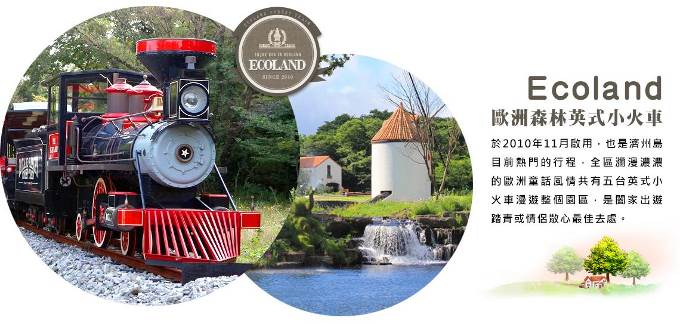 ECOLAND
SINCE 2010
Ecoland
歐洲森林英式小火車
於2010年11月啟用，也是濟州島
目前熱門的行程，全區瀰漫濃濃
的歐洲童話風情共有五台英式小
火車漫遊整個園區，是闔家出遊
踏青或情侶散心最佳去處。